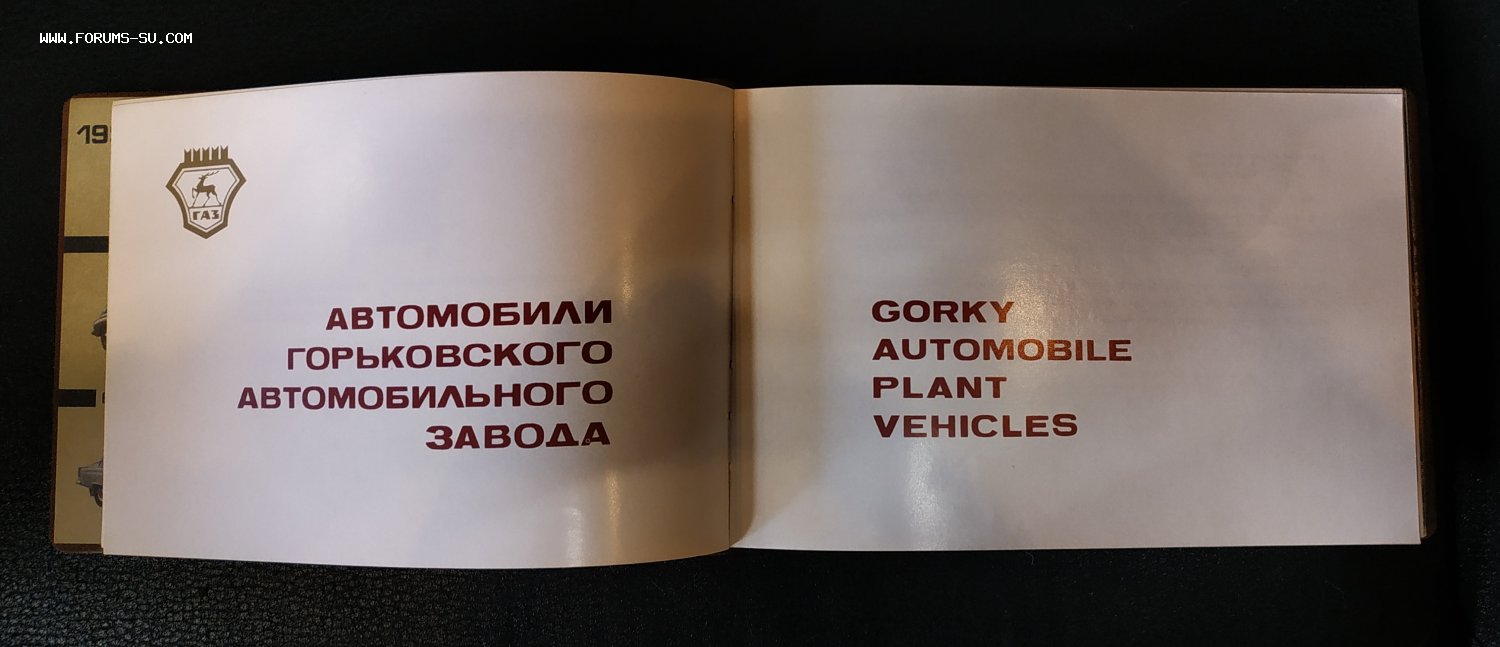 WWW.FORUMS-SU.COM
ГАЗ
АВТОМОБИЛИ
ГОРЬКОВСКОГО
АВТОМОБИЛЬНОГО
ЗАВОДА
GORKY
AUTOMOBILE
PLANT
VEHICLES